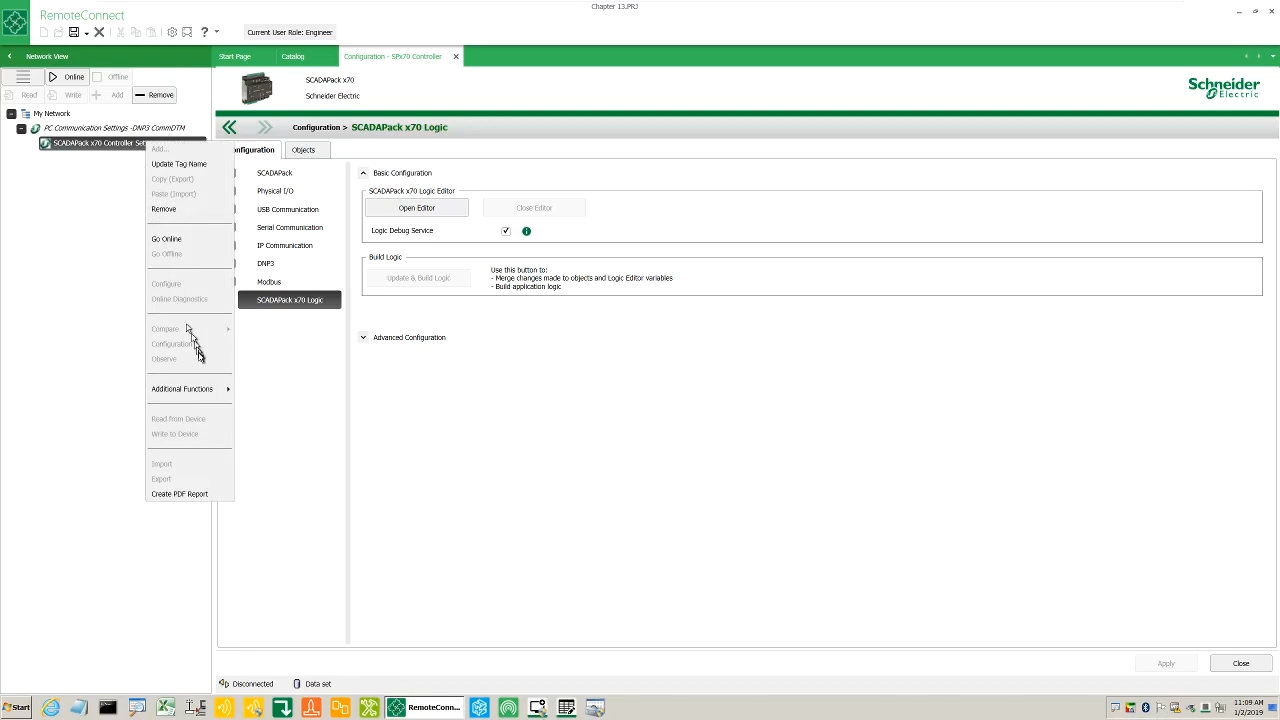 Chapter 13.PRJ
RemoteConnect
Current User Role: Engineer
Network View
Start Page
Catalog
Configuration - SPx70 Controller
Online
Offline
Read
Write
Add
Remove
My Network
PC Communication Settings -DNP3 CommDTM
SCADAPack x70 Controller Set
SCADAPack x70
Schneider Electric
Schneider
Electric
Configuration > SCADAPack x70 Logic
onfiguration
Objects
Add...
Update Tag Name
Copy (Export)
Paste (Import)
Remove
Go Online
Go Offline
Configure
Online Diagnostics
Compare
Configuration
Observe
Additional Functions
Read from Device
Write to Device
Import
Export
Create PDF Report
SCADAPack
Physical I/O
USB Communication
Serial Communication
IP Communication
DNP3
Modbus
SCADAPack x70 Logic
Basic Configuration
SCADAPack x70 Logic Editor
Open Editor
Close Editor
Logic Debug Service
Build Logic
Update & Build Logic
Use this button to:
- Merge changes made to objects and Logic Editor variables
- Build application logic
Advanced Configuration
Apply
Close
Disconnected
Data set
Start
RemoteConn...
11:09 AM
1/2/2019